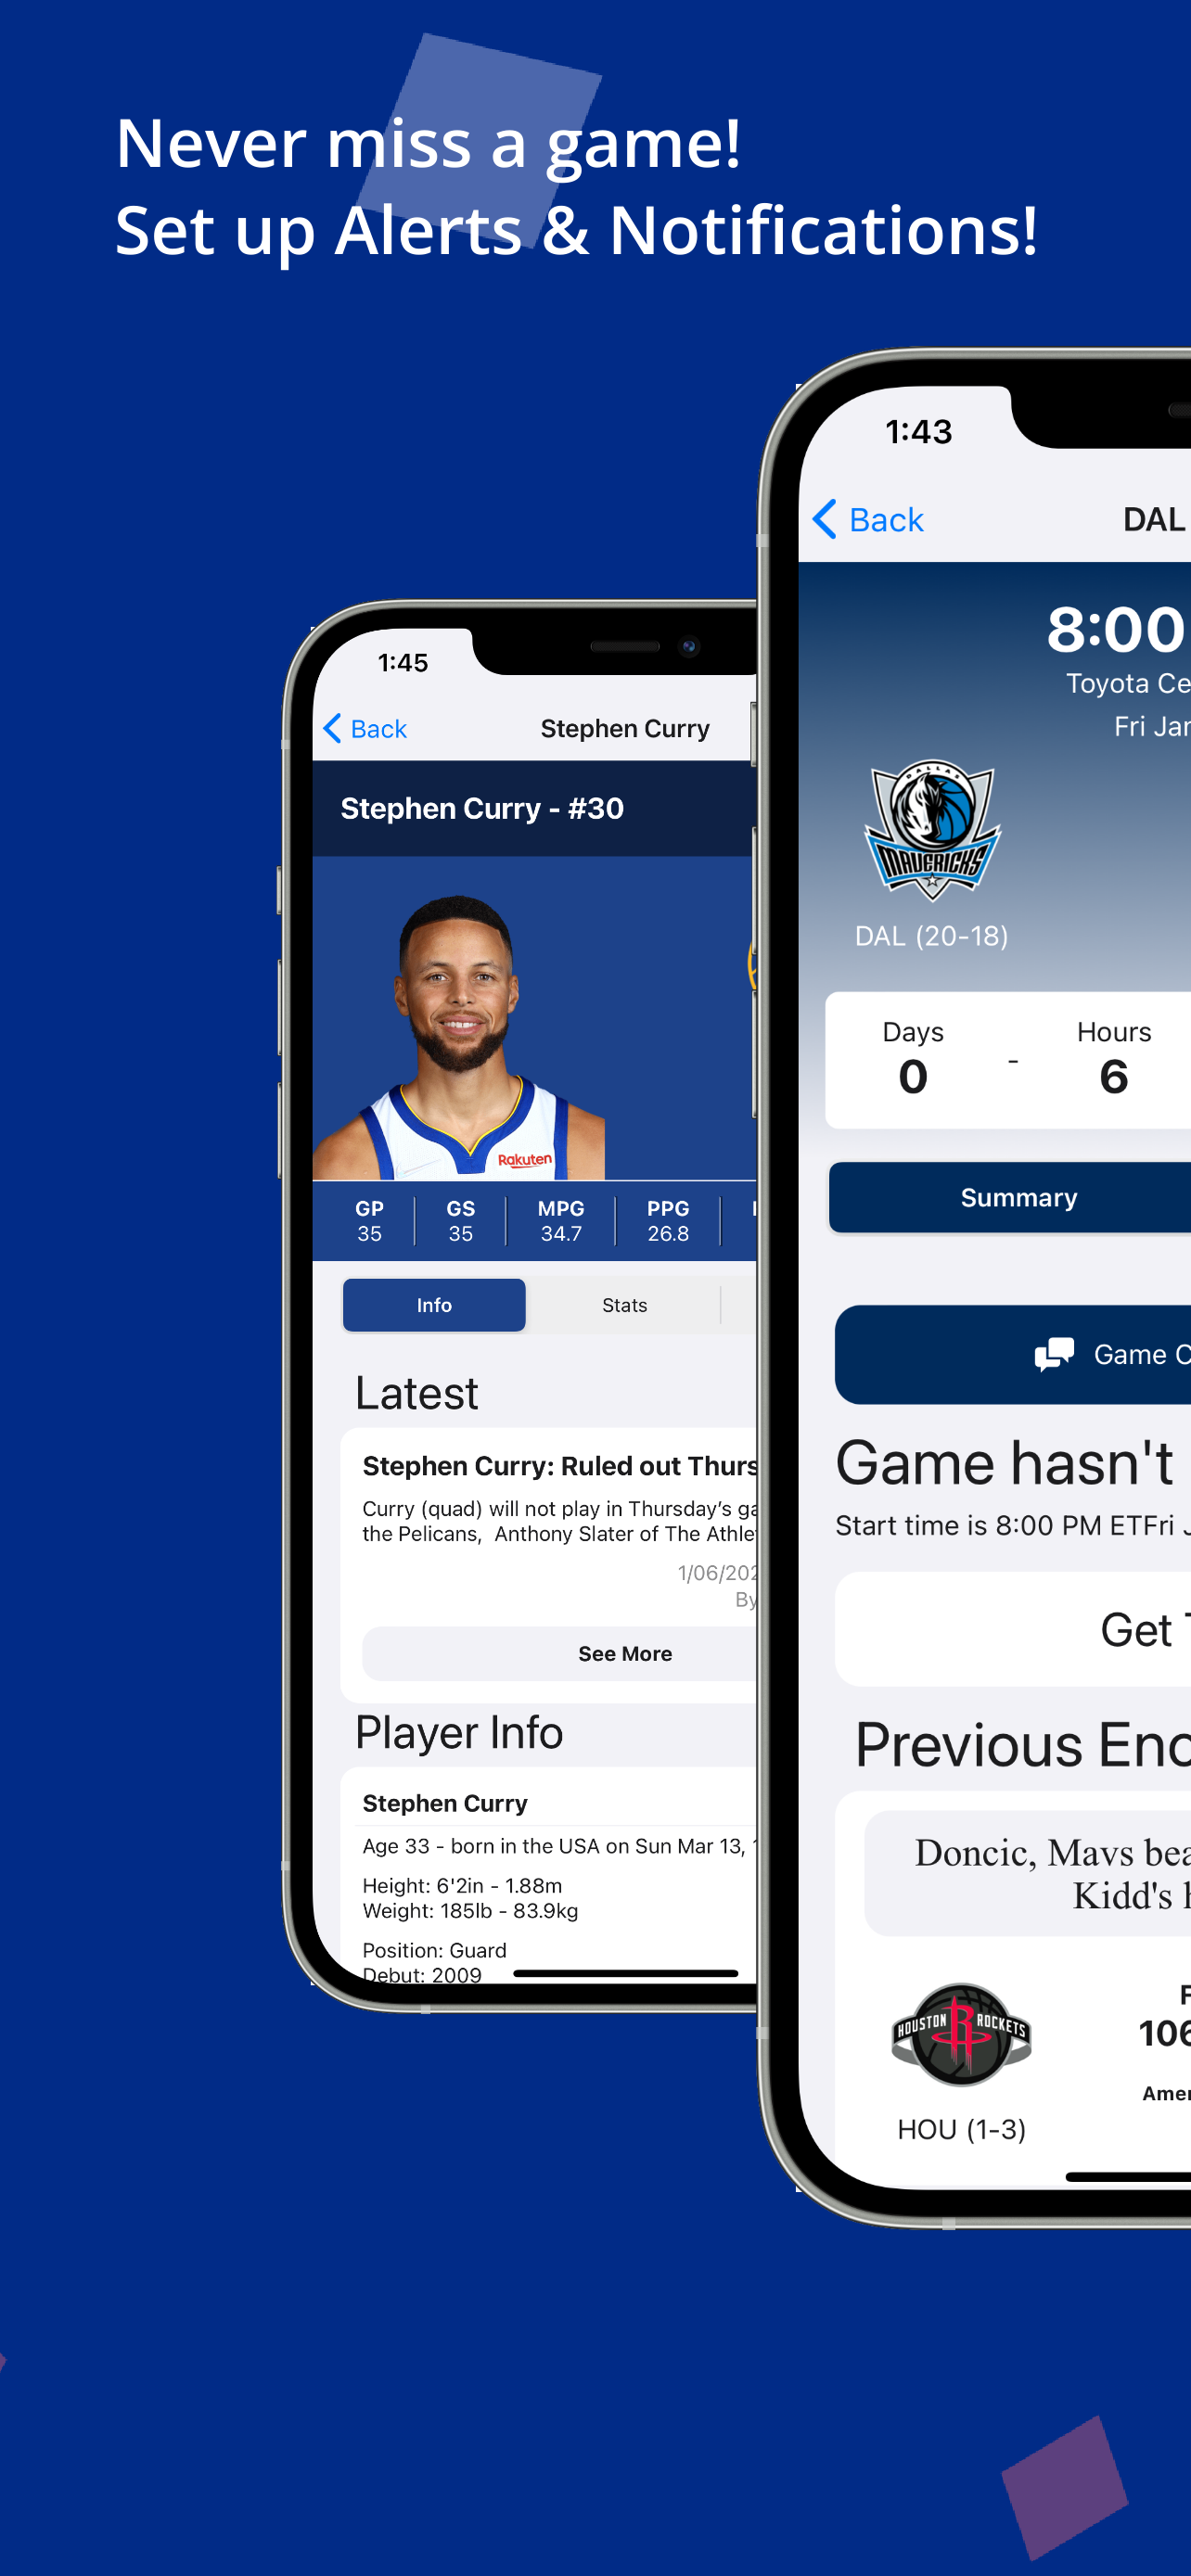 Never miss a game!
Set up Alerts & Notifications!
1:45
Back
Stephen Curry
Stephen Curry - #30
Rakuten
GP
GS
MPG
PPG
35
35
34.7
26.8
Info
Stats
Latest
Stephen Curry: Ruled out Thurs
Curry (quad) will not play in Thursday's ga
the Pelicans, Anthony Slater of The Athle
1/06/202
By
See More
Player Info
Stephen Curry
Age 33 - born in the USA on Sun Mar 13, 1
Height: 6'2in - 1.88m
Weight: 185lb - 83.9kg
Position: Guard
Debut: 2009
1:43
Back
DAL
8:00
Toyota Ce
Fri Jan
DALLAS
MAVERICKS
DAL (20-18)
Days
-
Hours
0
6
Summary
Game C
Game hasn't
Start time is 8:00 PM ETFri J
Get T
Previous Enc
Doncic, Mavs bea
Kidd's h
F
106
HOUSTON R ROCKETS
Amer
HOU (1-3)